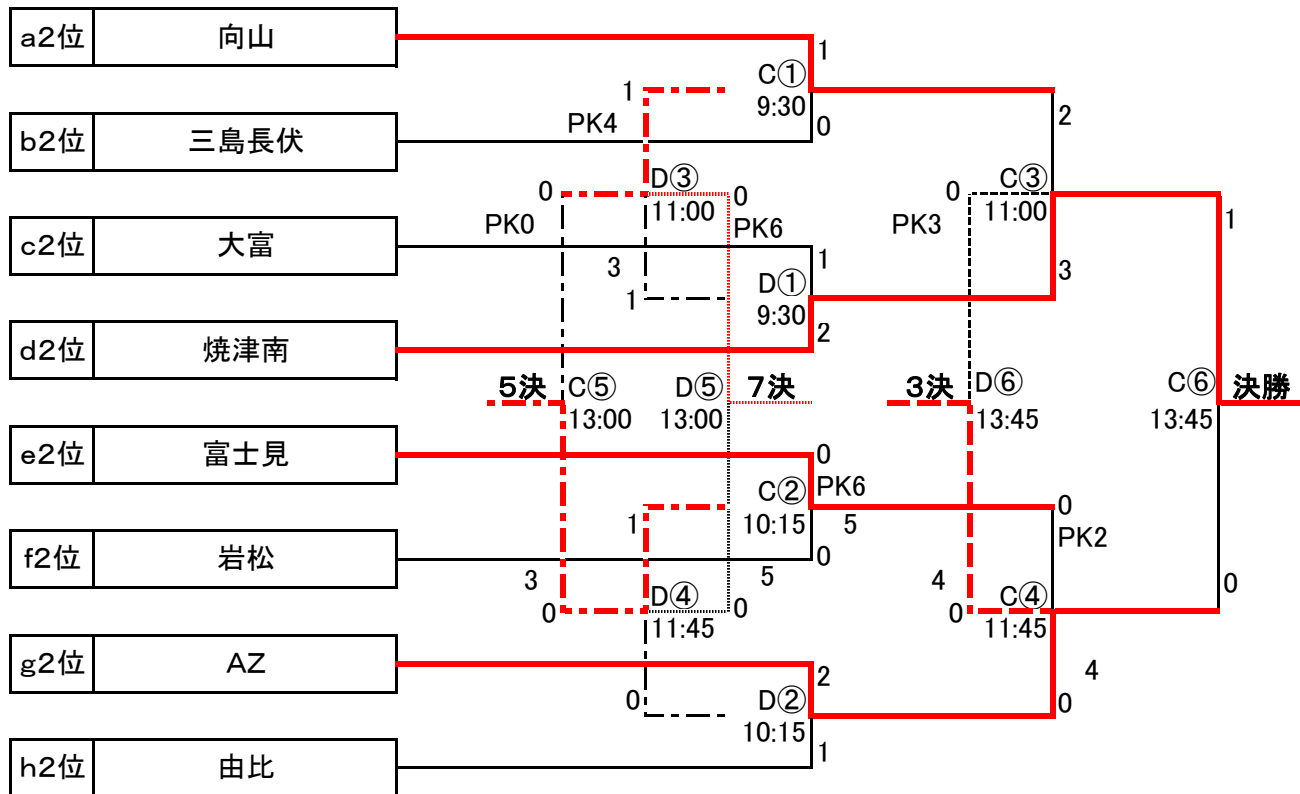 a2位 向山 1
C①
1 9:30
PK4 2
b2位 三島長伏 0
0 D③ 0 0 C③
11:00 11:00
PK0 PK6 PK3 1
c2位 大富 1
3 D① 3
1 9:30
d2位 焼津南 2
5決 C⑤ D⑤ 7決 3決 D⑥ C⑥ 決勝
13:00 13:00 13:45 13:45
e2位 富士見 0
C② PK6
1 10:15 5 0
PK2
f2位 岩松 0
3 5 4 0
0 D④ 0 0 C④
11:45 11:45
g2位 AZ 2 4
0 D② 0
10:15
h2位 由比 1